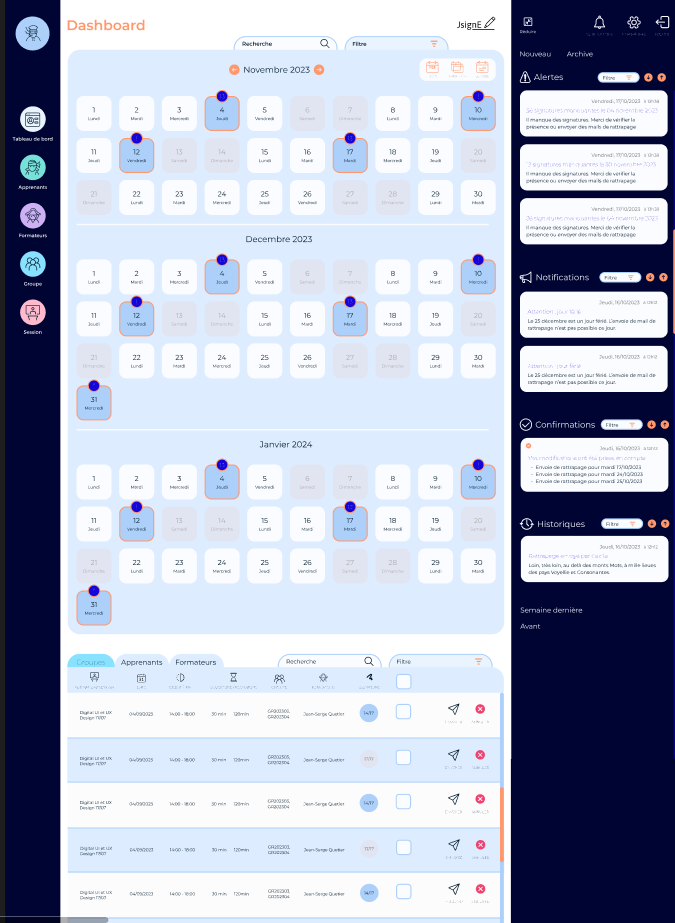 Dashboard
JsignE
Recherche
Filtre
Novembre 2023
1 2 3 4 5 6 7 8 9 10
Lundi Mardi Mercredi Jeudi Vendredi Samedi Dimanche Lundi Mardi Mercredi
11 12 13 14 15 16 17 18 19 20
Jeudi Vendredi Samedi Dimanche Lundi Mardi Mardi Mercredi Jeudi Samedi
21 22 23 24 25 26 27 28 29 30
Dimanche Lundi Mardi Mercredi Jeudi Vendredi Samedi Dimanche Lundi Mardi
Decembre 2023
1 2 3 4 5 6 7 8 9 10
Lundi Mardi Mercredi Jeudi Vendredi Samedi Dimanche Lundi Mardi Mercredi
11 12 13 14 15 16 17 18 19 20
Jeudi Vendredi Samedi Dimanche Lundi Mardi Mardi Mercredi Jeudi Samedi
21 22 23 24 25 26 27 28 29 30
Dimanche Lundi Mardi Mercredi Jeudi Vendredi Samedi Dimanche Lundi Mardi
31
Mercredi
Janvier 2024
1 2 3 4 5 6 7 8 9 10
Lundi Mardi Mercredi Jeudi Vendredi Samedi Dimanche Lundi Mardi Mercredi
11 12 13 14 15 16 17 18 19 20
Jeudi Vendredi Samedi Dimanche Lundi Mardi Mardi Mercredi Jeudi Samedi
21 22 23 24 25 26 27 28 29 30
Dimanche Lundi Mardi Mercredi Jeudi Vendredi Samedi Dimanche Lundi Mardi
31
Mercredi
Tableau de bord
Apprenants
Formateurs
Groupe
Session
Groupes
Apprenants
Formateurs
Recherche
Filtre
Digital UI et UX
Design 7/707
04/09/2023 14:00 - 18:00 30 min 120min
GR202303,
GR202304
Jean-Serge Quetier
14/17
Digital UI et UX
Design 7/707
04/09/2023 14:00 - 18:00 30 min 120min
GR202303,
GR202304
Jean-Serge Quetier
Digital UI et UX
Design 7/707
04/09/2023 14:00 - 18:00 30 min 120min
GR202303,
GR202304
Jean-Serge Quetier
14/17
Digital UI et UX
Design 7/707
04/09/2023 14:00 - 18:00 30 min 120min
GR202303,
GR202304
Jean-Serge Quetier
Digital UI et UX
Design 7/707
04/09/2023 14:00 - 18:00 30 min 120min
GR202303,
GR202304
Jean-Serge Quetier
14/17
Réduire
Nouveau
Archive
Alertes
Filtre
Vendredi, 17/10/2023
Il manque des signatures. Merci de vérifier la
présence ou envoyer des mails de rattrapage
Vendredi, 17/10/2023
Il manque des signatures. Merci de vérifier la
présence ou envoyer des mails de rattrapage
Vendredi, 17/10/2023
Il manque des signatures. Merci de vérifier la
présence ou envoyer des mails de rattrapage
Notifications
Filtre
Jeudi, 16/10/2023
Attention : jour férié
Le 25 décembre est un jour férié. L'envoie de mail de
rattrapage n'est pas possible ce jour.
Jeudi, 16/10/2023
Attention : jour férié
Le 25 décembre est un jour férié. L'envoie de mail de
rattrapage n'est pas possible ce jour.
Confirmations
Filtre
Jeudi, 16/10/2023
- Envoie de rattrapage pour mardi 17/10/2023
- Envoie de rattrapage pour mardi 24/10/2023
- Envoie de rattrapage pour mardi 25/10/2023
Historiques
Filtre
Jeudi, 16/10/2023
Loin, très loin, au delà des monts Mots, à mille lieues
des pays Voyellie et Consonantes.
Semaine dernière
Avant